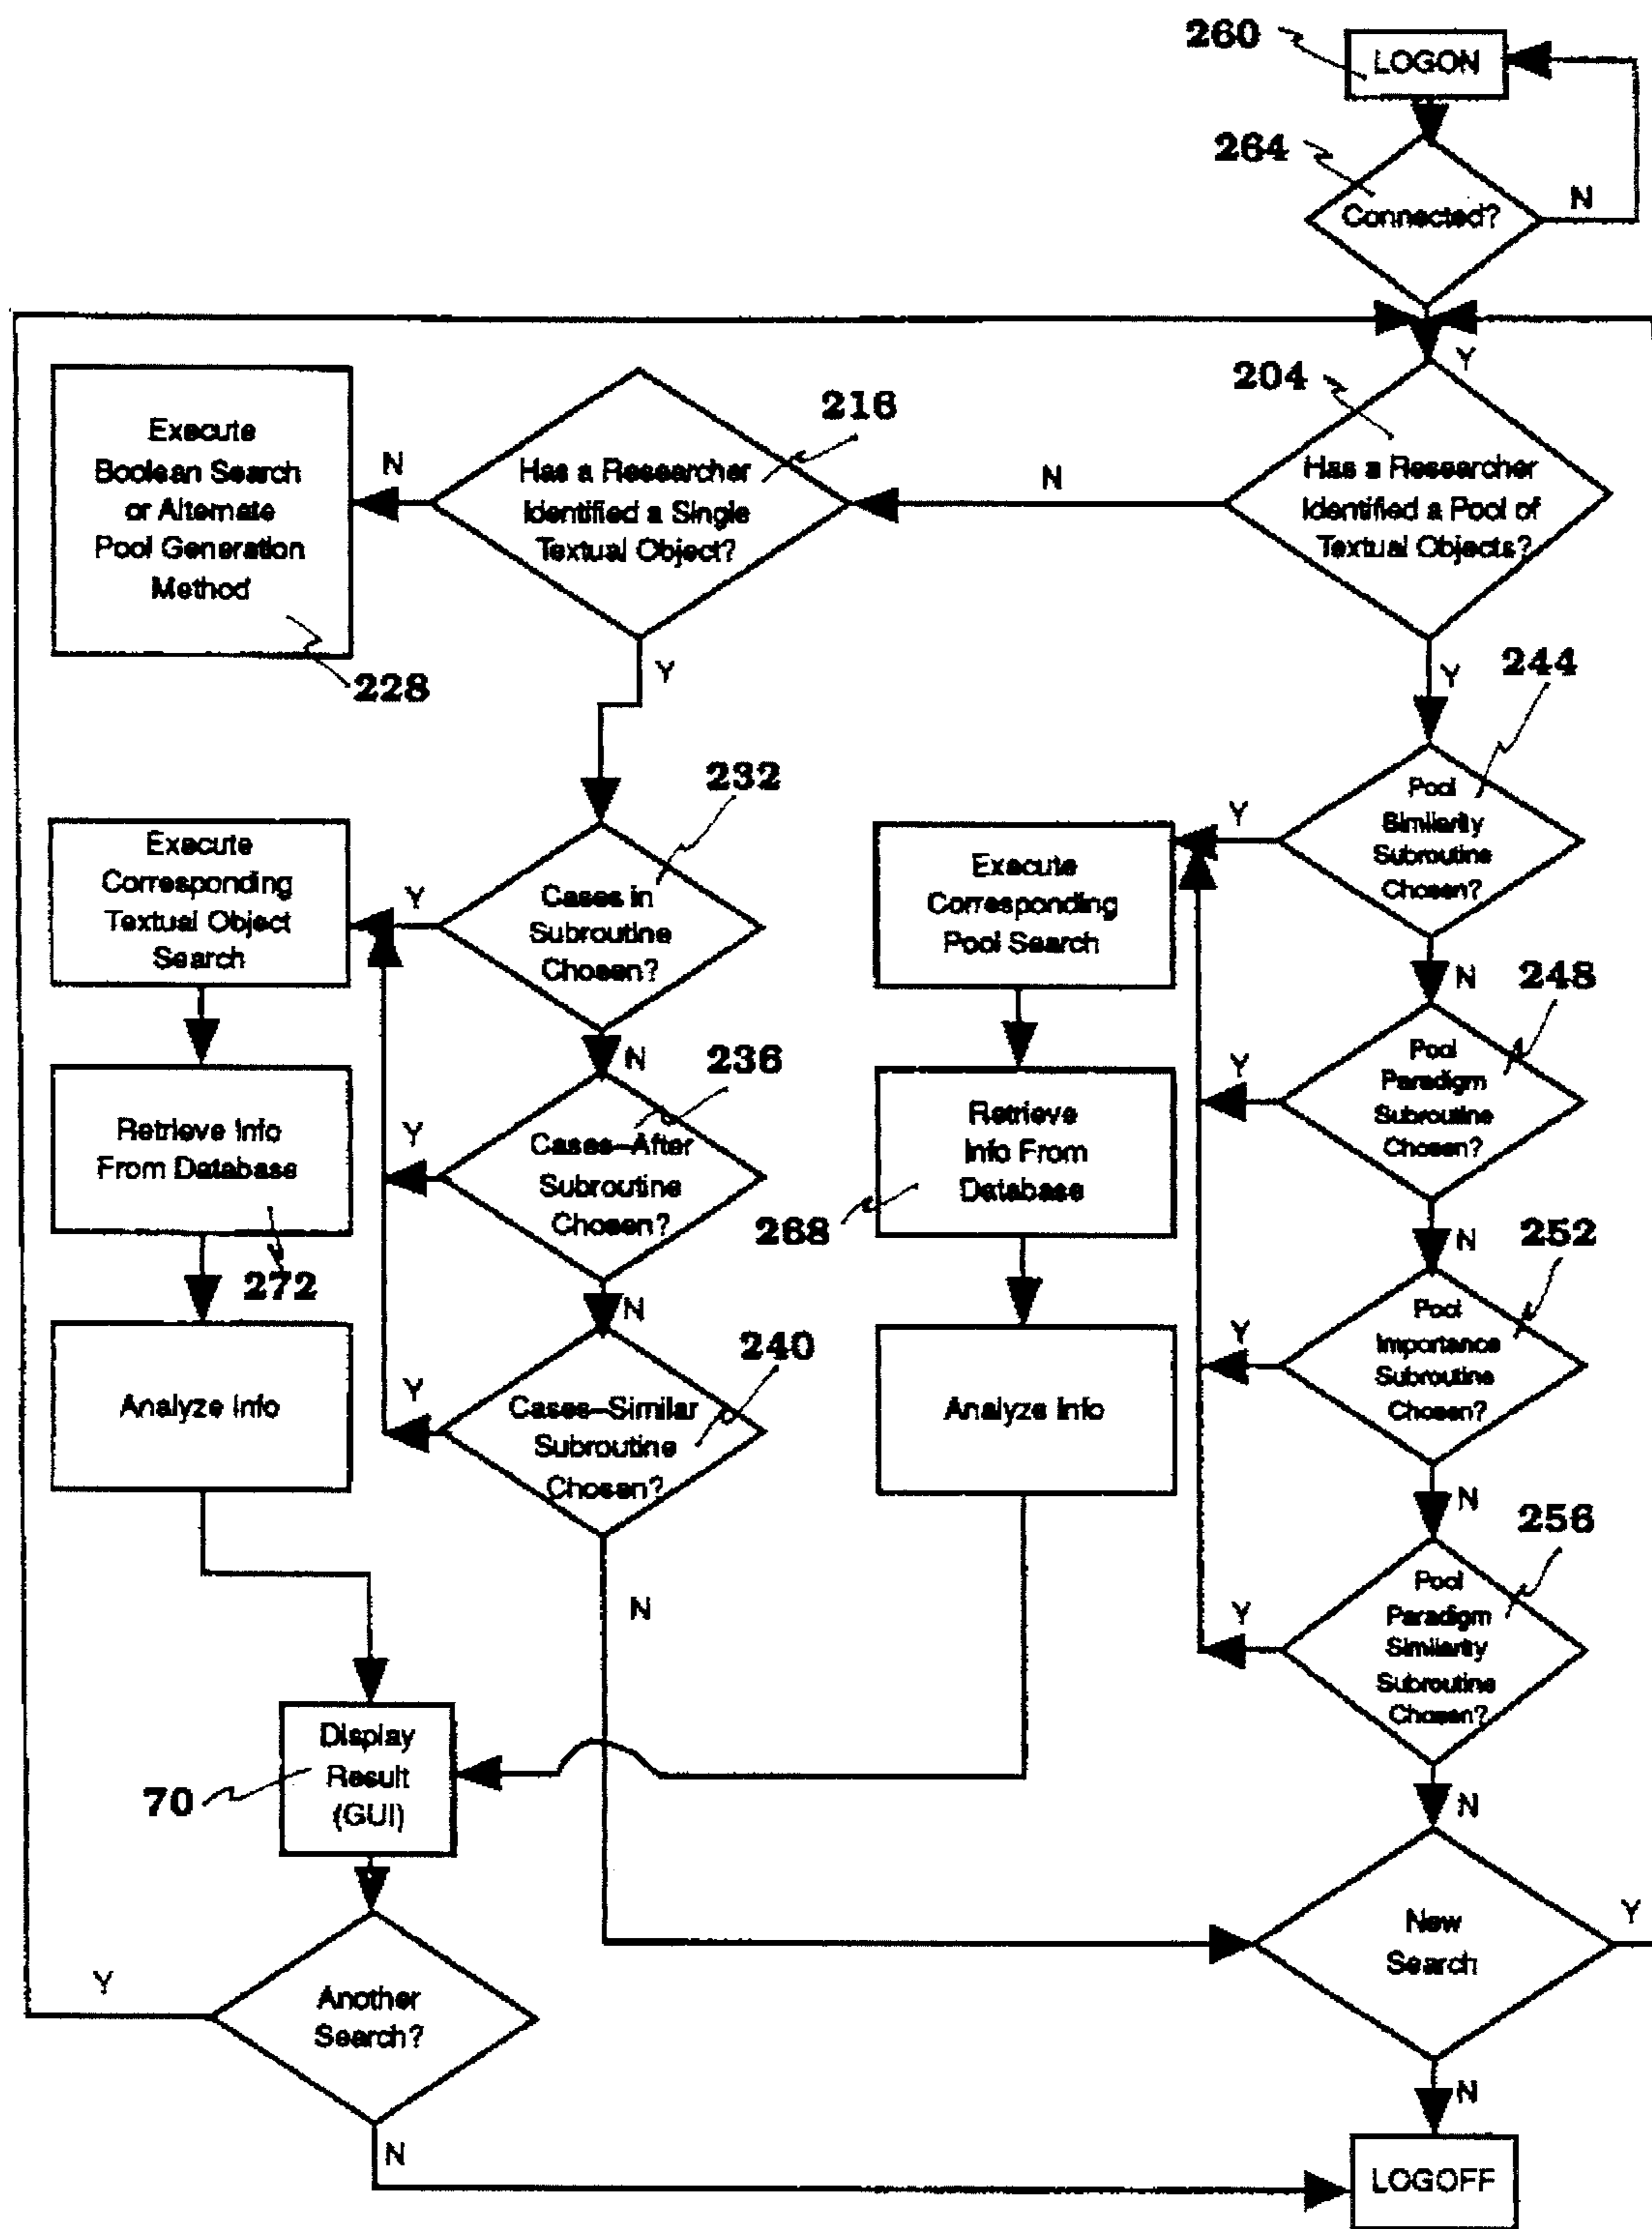 260
LOGON
264
Connected?
N
Y
204
Has a Researcher
Identified a Pool of
Textual Objects?
N
216
Has a Researcher
Identified a Single
Textual Object?
N
Execute
Boolean Search
or Alternate
Pool Generation
Method
228
Y
Y
244
Pool
Similarity
Subroutine
Chosen?
Y
N
232
Cases in
Subroutine
Chosen?
Y
N
Execute
Corresponding
Textual Object
Search
Execute
Corresponding
Pool Search
248
Pool
Paradigm
Subroutine
Chosen?
Y
N
236
Cases–After
Subroutine
Chosen?
Y
N
Retrieve Info
From Database
272
Retrieve
Info From
Database
268
252
Pool
Importance
Subroutine
Chosen?
Y
N
240
Cases–Similar
Subroutine
Chosen?
Y
N
Analyze Info
Analyze Info
256
Pool
Paradigm
Similarity
Subroutine
Chosen?
Y
N
Display
Result
(GUI)
70
New
Search
Y
N
Another
Search?
Y
N
LOGOFF